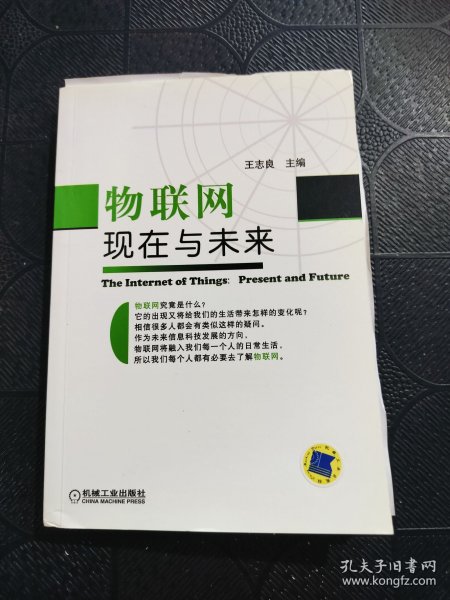 王志良 主编
物联网
现在与未来
The Internet of Things: Present and Future
物联网究竟是什么？
它的出现又将给我们的生活带来怎样的变化呢？
相信很多人都会有类似这样的疑问。
作为未来信息科技发展的方向，
物联网将融入我们每一个人的日常生活，
所以我们每个人都有必要去了解物联网。
机械工业出版社
CHINA MACHINE PRESS
孔夫子旧书网
www.kongfz.com